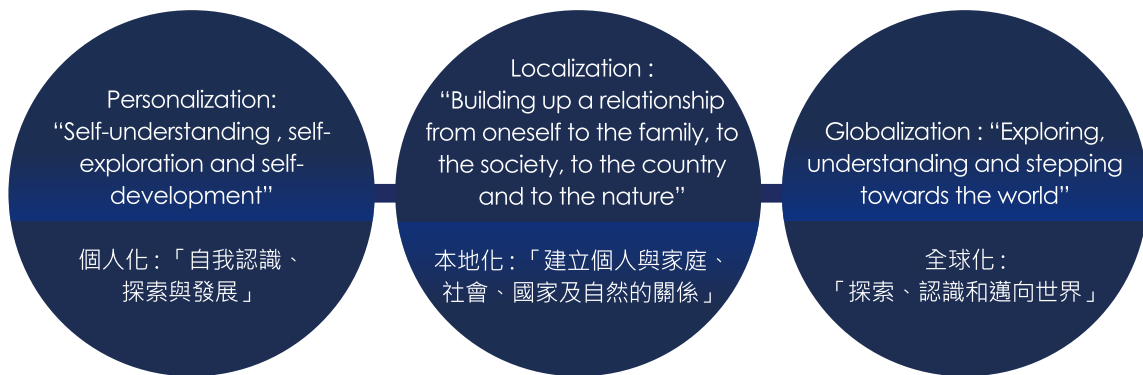 Personalization:
“Self-understanding , self-
exploration and self-
development”
個人化 : 「自我認識、
探索與發展」
Localization :
“Building up a relationship
from oneself to the family, to
the society, to the country
and to the nature”
本地化 : 「建立個人與家庭、
社會、國家及自然的關係」
Globalization : “Exploring,
understanding and stepping
towards the world”
全球化 :
「探索、認識和邁向世界」